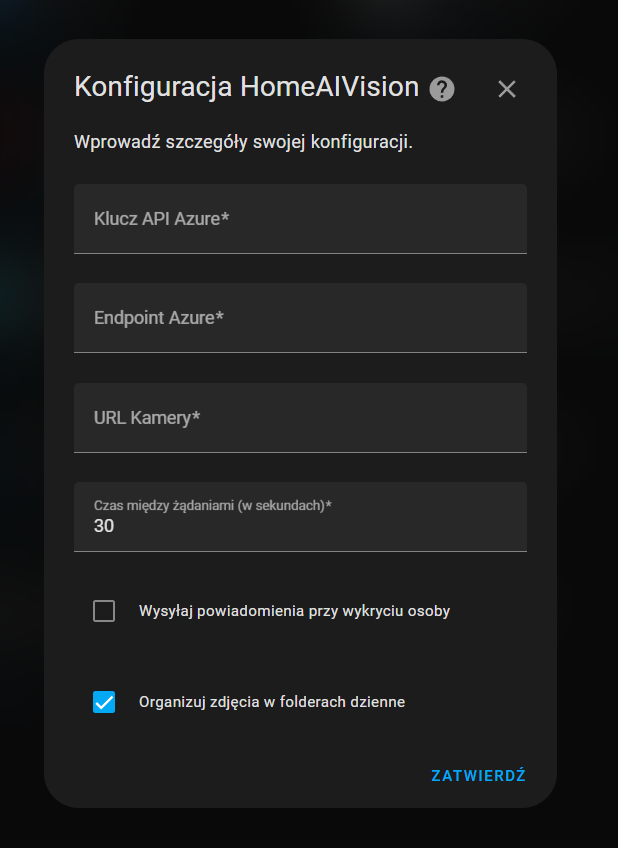 Konfiguracja HomeAIVision
Wprowadź szczegóły swojej konfiguracji.
Klucz API Azure*
Endpoint Azure*
URL Kamery*
Czas między żądaniami (w sekundach)*
30
Wysyłaj powiadomienia przy wykryciu osoby
Organizuj zdjęcia w folderach dzienne
ZATWIERDŹ